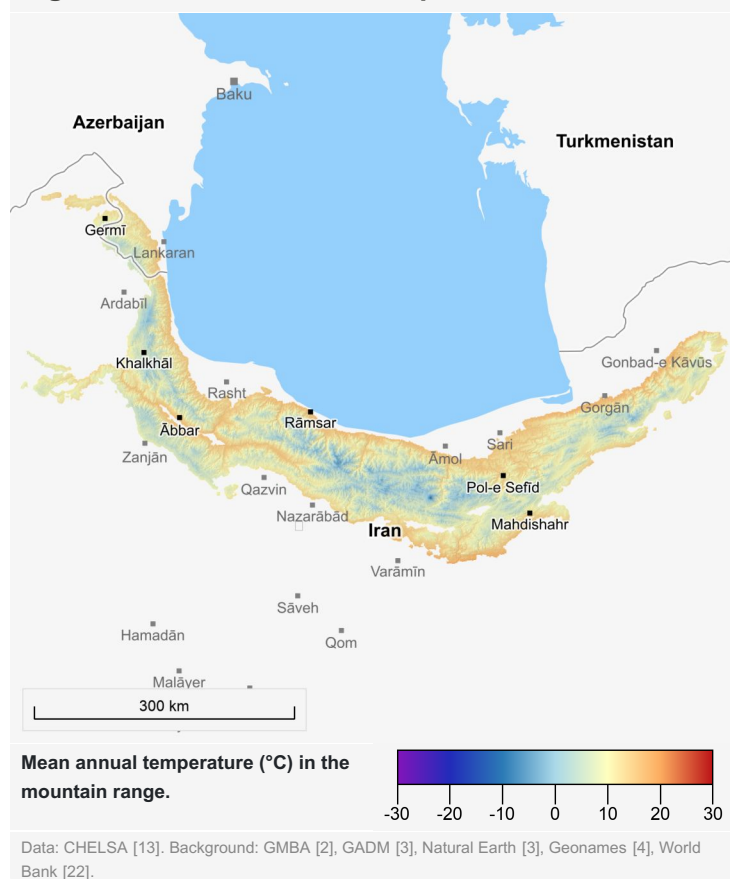 Baku
Azerbaijan
Turkmenistan
Germī
Lankaran
Ardabīl
Khalkhāl
Gonbad-e Kāvūs
Rasht
Gorgān
Rāmsar
Ābbar
Sari
Zanjān
Āmol
Pol-e Sefīd
Qazvin
Nazarābād
Mahdishahr
Iran
Varāmīn
Sāveh
Hamadān
Qom
Malāyer
300 km
Mean annual temperature (°C) in the
mountain range.
-30 -20 -10 0 10 20 30
Data: CHELSA [13]. Background: GMBA [2], GADM [3], Natural Earth [3], Geonames [4], World
Bank [22].